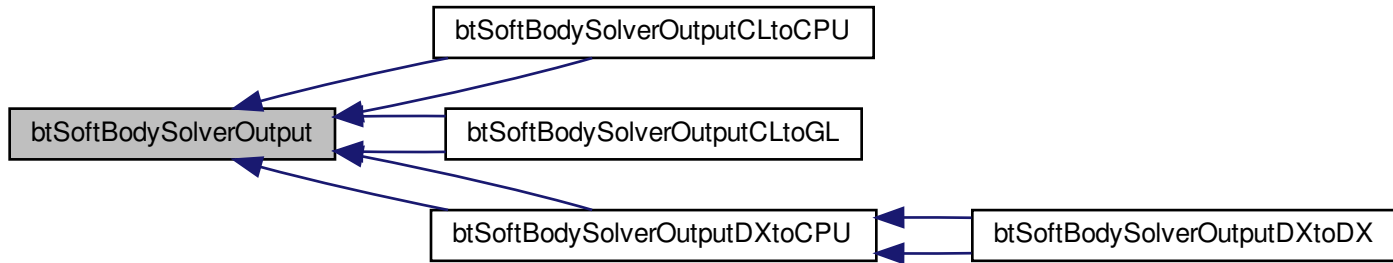 btSoftBodySolverOutputCLtoCPU
btSoftBodySolverOutput
btSoftBodySolverOutputCLtoGL
btSoftBodySolverOutputDXtoCPU
btSoftBodySolverOutputDXtoDX